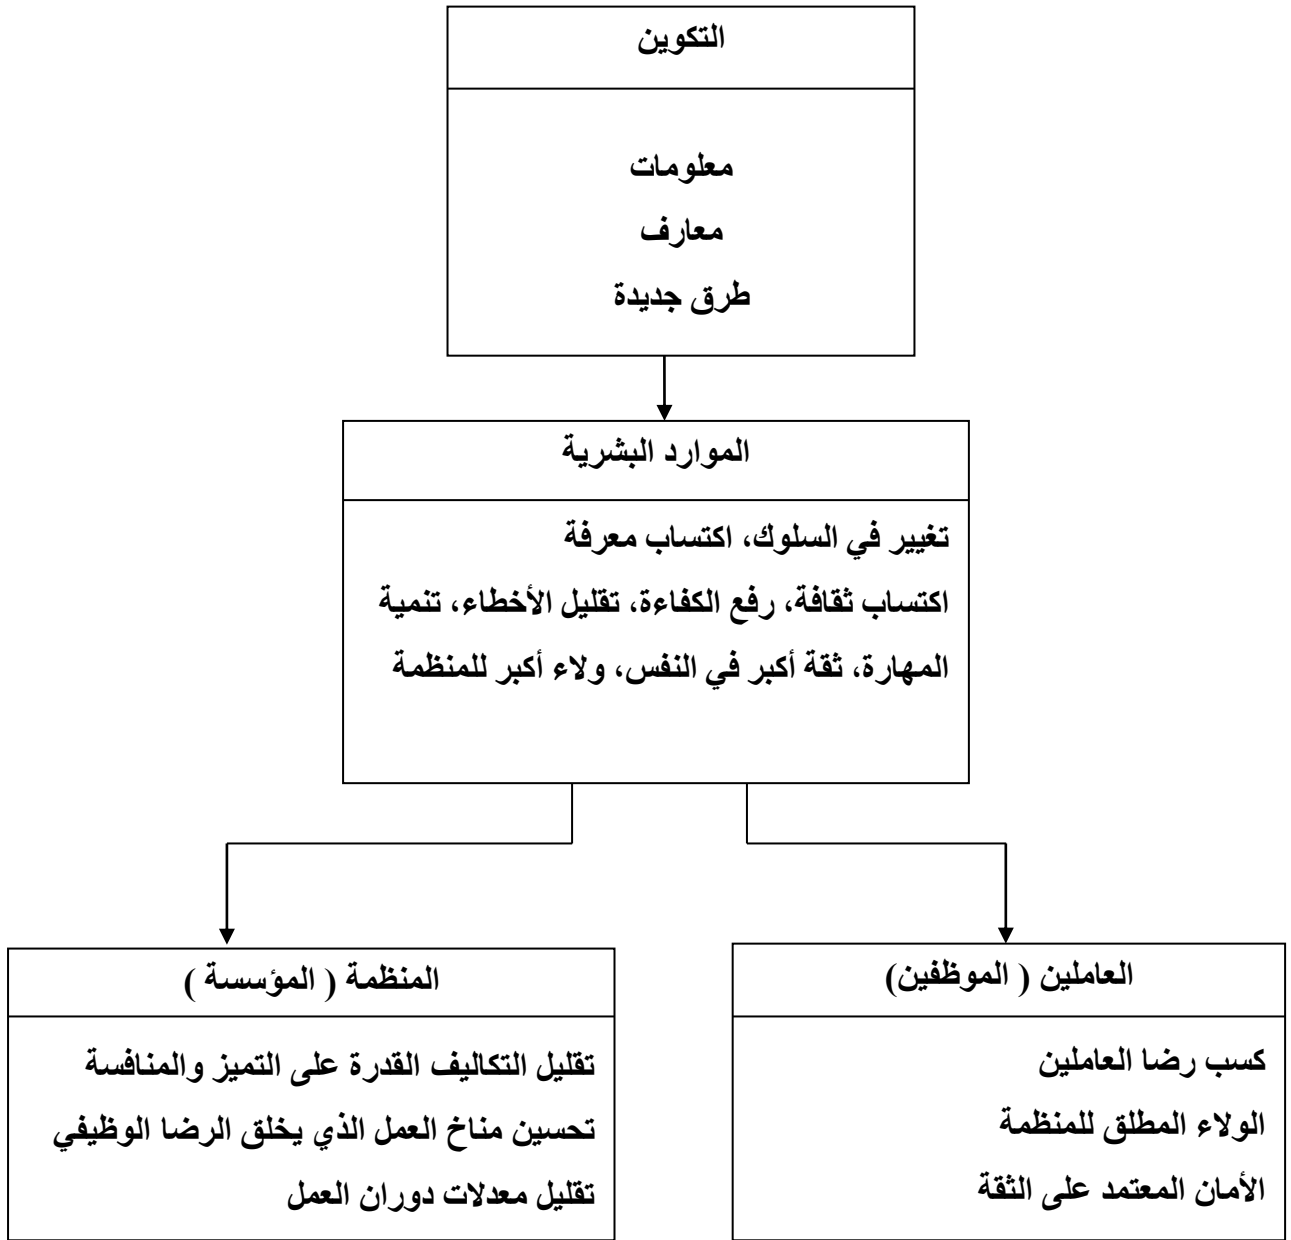 التكوين
معلومات
معارف
طرق جديدة
الموارد البشرية
تغيير في السلوك، اكتساب معرفة
اكتساب ثقافة، رفع الكفاءة، تقليل الأخطاء، تنمية
المهارة، ثقة أكبر في النفس، ولاء أكبر للمنظمة
العاملين ( الموظفين)
كسب رضا العاملين
الولاء المطلق للمنظمة
الأمان المعتمد على الثقة
المنظمة ( المؤسسة )
تقليل التكاليف القدرة على التميز والمنافسة
تحسين مناخ العمل الذي يخلق الرضا الوظيفي
تقليل معدلات دوران العمل